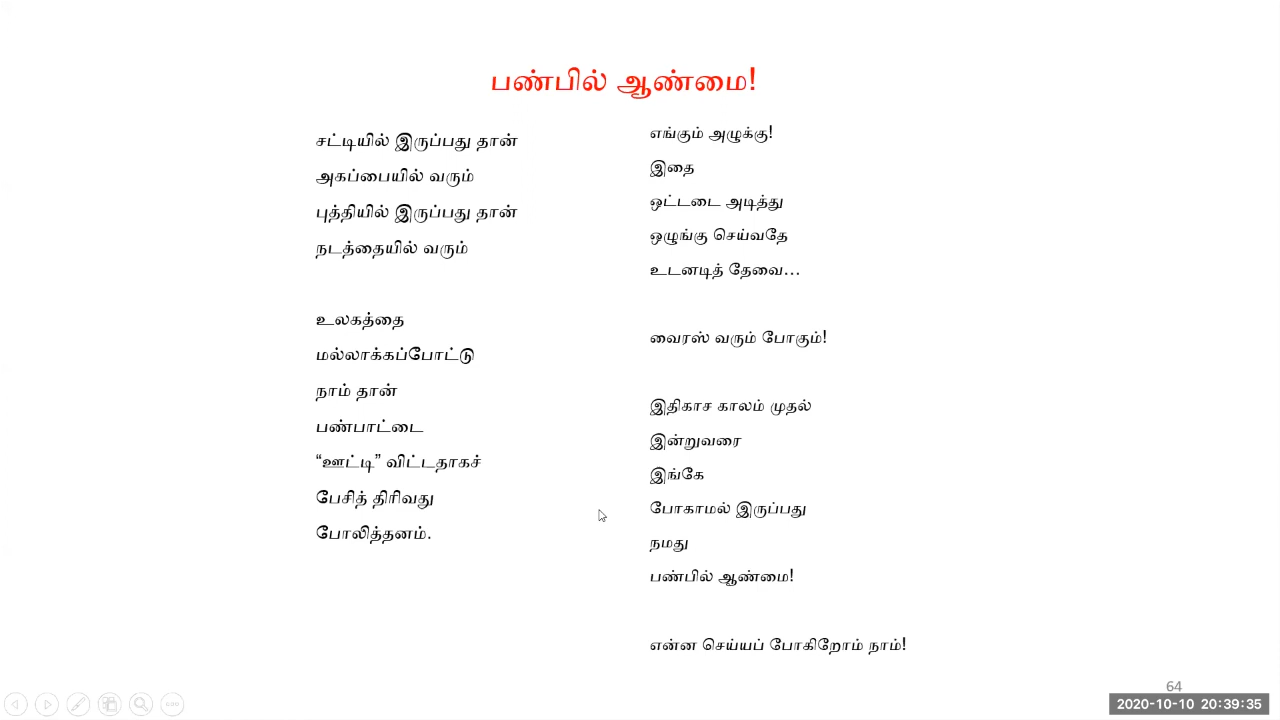 பண்பில் ஆண்மை!
சட்டியில் இருப்பது தான்
அகப்பையில் வரும்
புத்தியில் இருப்பது தான்
நடத்தையில் வரும்
உலகத்தை
மல்லாக்கப்போட்டு
நாம் தான்
பண்பாட்டை
“ஊட்டி” விட்டதாகச்
பேசித் திரிவது
போலித்தனம்.
எங்கும் அழுக்கு!
இதை
ஒட்டடை அடித்து
ஒழுங்கு செய்வதே
உடனடித் தேவை…
வைரஸ் வரும் போகும்!
இதிகாச காலம் முதல்
இன்றுவரை
இங்கே
போகாமல் இருப்பது
நமது
பண்பில் ஆண்மை!
என்ன செய்யப் போகிறோம் நாம்!
64
2020-10-10 20:39:35